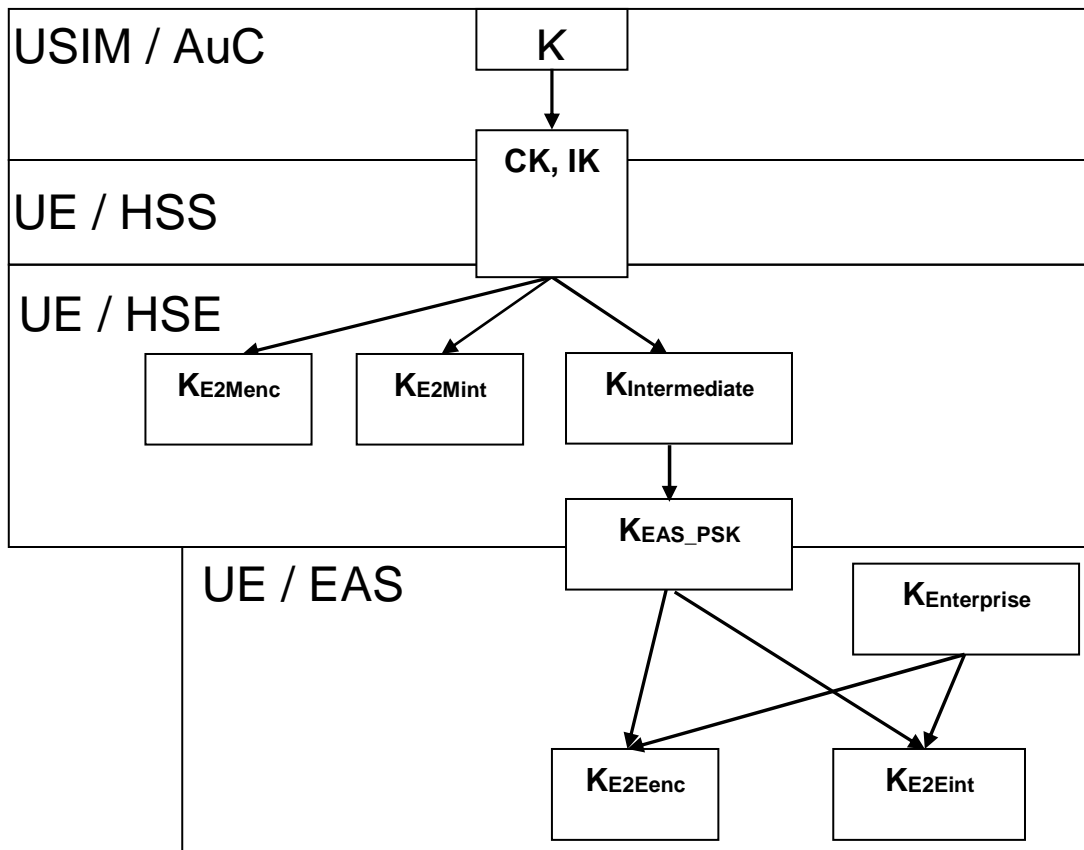 USIM / AuC
K
CK, IK
UE / HSS
UE / HSE
KE2Menc
KE2Mint
KIntermediate
KEAS_PSK
UE / EAS
KEnterprise
KE2Eenc
KE2Eint